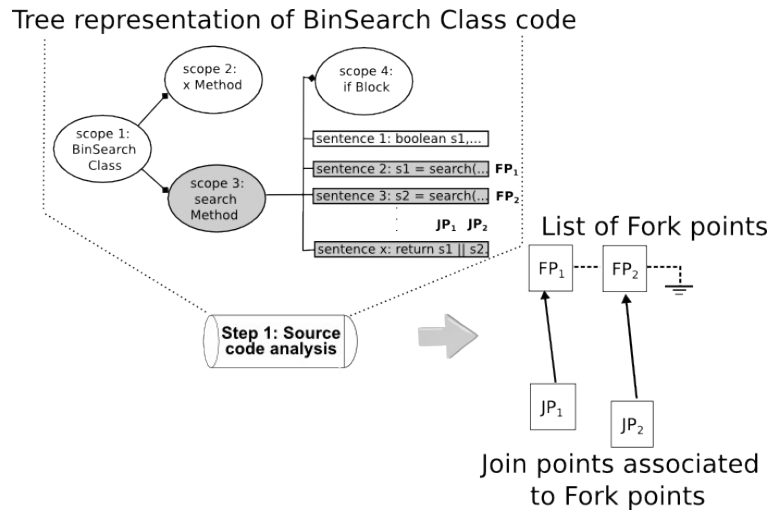 Tree representation of BinSearch Class code
scope 2:
x Method
scope 4:
if Block
scope 1:
BinSearch
Class
sentence 1: boolean s1,...
sentence 2: s1 = search(... FP₁
scope 3:
search
Method
sentence 3: s2 = search(... FP₂
JP₁ JP₂
sentence x: return s1 || s2.
List of Fork points
FP₁
FP₂
Step 1: Source
code analysis
JP₁
JP₂
Join points associated
to Fork points